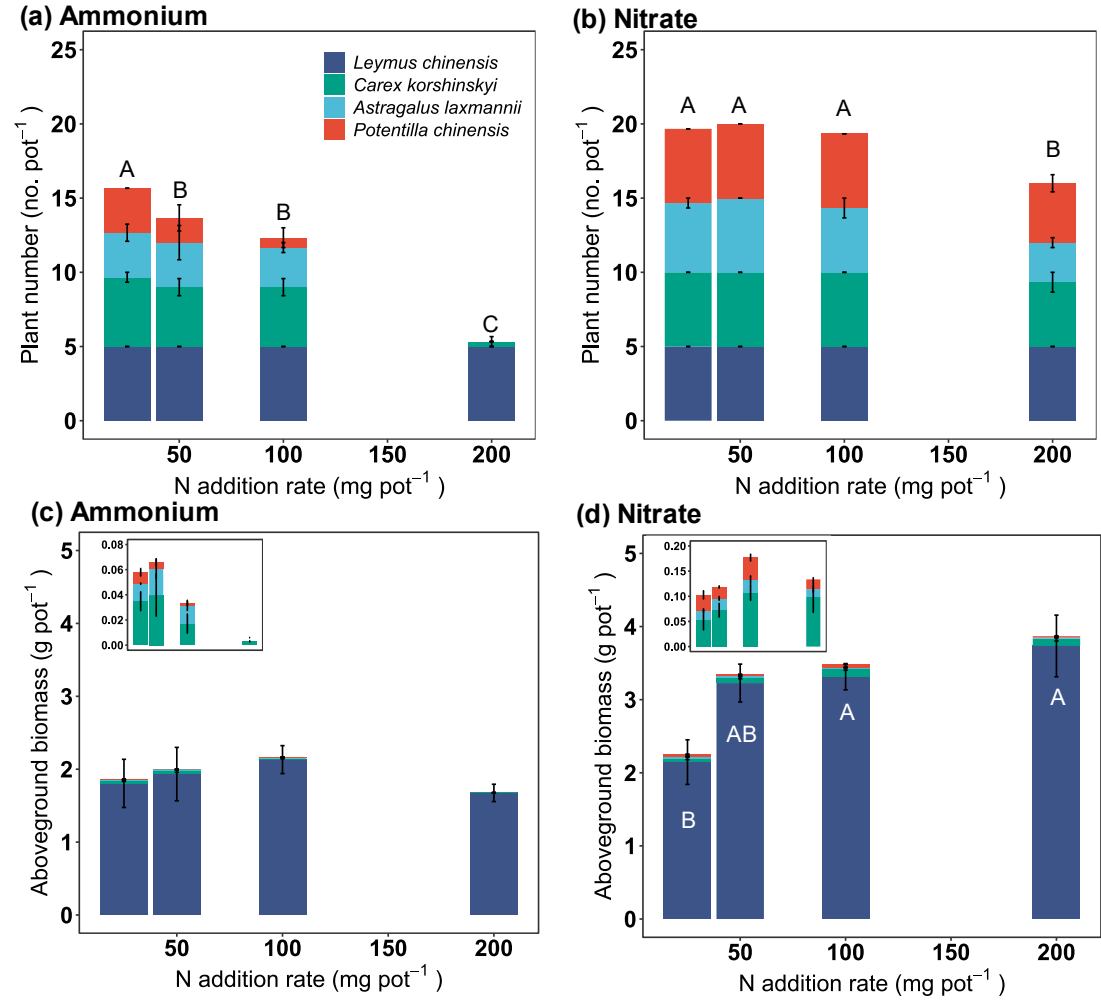 (a) Ammonium
Plant number (no. pot⁻¹ )
25
20
15
10
5
0
Leymus chinensis
Carex korshinskyi
Astragalus laxmannii
Potentilla chinensis
A
B
B
C
50 100 150 200
N addition rate (mg pot⁻¹ )
(b) Nitrate
Plant number (no. pot⁻¹ )
25
20
15
10
5
0
A A A B
50 100 150 200
N addition rate (mg pot⁻¹ )
(c) Ammonium
Aboveground biomass (g pot⁻¹ )
5
4
3
2
1
0
0.08
0.06
0.04
0.02
0.00
50 100 150 200
N addition rate (mg pot⁻¹ )
(d) Nitrate
Aboveground biomass (g pot⁻¹ )
5
4
3
2
1
0
0.20
0.15
0.10
0.05
0.00
B
AB
A
A
50 100 150 200
N addition rate (mg pot⁻¹ )